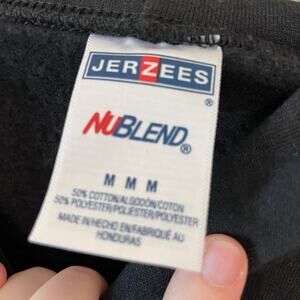 JERZEES
®
NUBLEND®
M M M
50% COTTON/ALGODÓN/COTON
50% POLYESTER/POLIÉSTER/POLYESTER
MADE IN/HECHO EN/FABRIQUÉ AU
HONDURAS